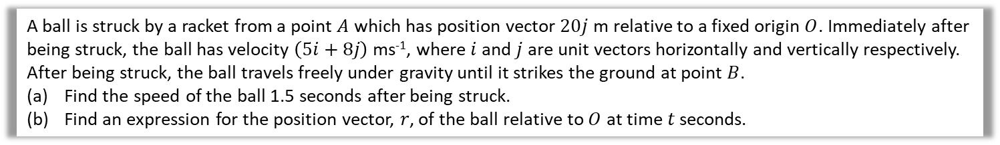 A ball is struck by a racket from a point A which has position vector 20j m relative to a fixed origin O. Immediately after
being struck, the ball has velocity (5i + 8j) ms⁻¹, where i and j are unit vectors horizontally and vertically respectively.
After being struck, the ball travels freely under gravity until it strikes the ground at point B.
(a) Find the speed of the ball 1.5 seconds after being struck.
(b) Find an expression for the position vector, r, of the ball relative to O at time t seconds.